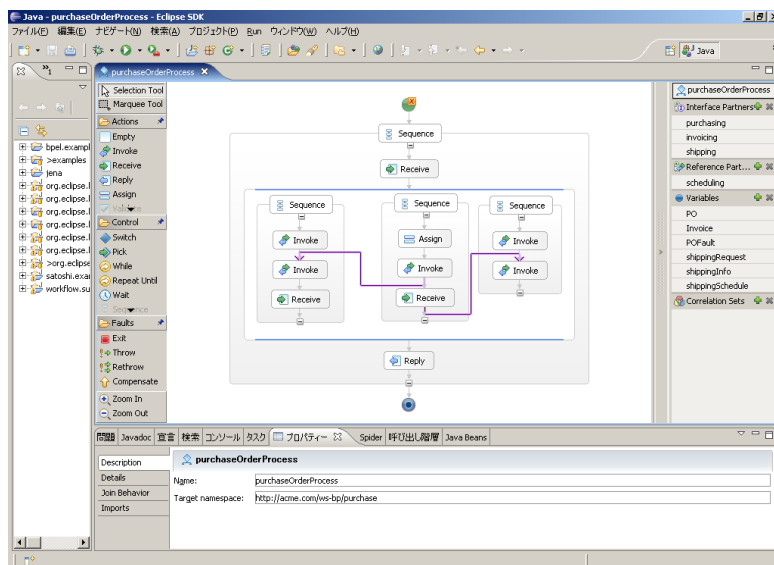 Java - purchaseOrderProcess - Eclipse SDK
ファイル(F) 編集(E) ナビゲート(N) 検索(A) プロジェクト(P) Run ウィンドウ(W) ヘルプ(H)
Java
purchaseOrderProcess
bpel.exampl
>examples
jena
org.eclipse.l
org.eclipse.l
org.eclipse.l
org.eclipse.l
org.eclipse.l
>org.eclipse
satoshi.exar
workflow.su
Selection Tool
Marquee Tool
Actions
Empty
Invoke
Receive
Reply
Assign
Control
Switch
Pick
While
Repeat Until
Wait
Sequence
Faults
Exit
Throw
Rethrow
Compensate
Zoom In
Zoom Out
Sequence
Receive
Sequence
Invoke
Invoke
Receive
Sequence
Assign
Invoke
Receive
Sequence
Invoke
Invoke
Reply
purchaseOrderProcess
Interface Partners
purchasing
invoicing
shipping
Reference Part...
scheduling
Variables
PO
Invoice
POFault
shippingRequest
shippingInfo
shippingSchedule
Correlation Sets
問題 Javadoc 宣言 検索 コンソール タスク プロパティー Spider 呼び出し階層 Java Beans
Description
Details
Join Behavior
Imports
purchaseOrderProcess
Name: purchaseOrderProcess
Target namespace: http://acme.com/ws-bp/purchase